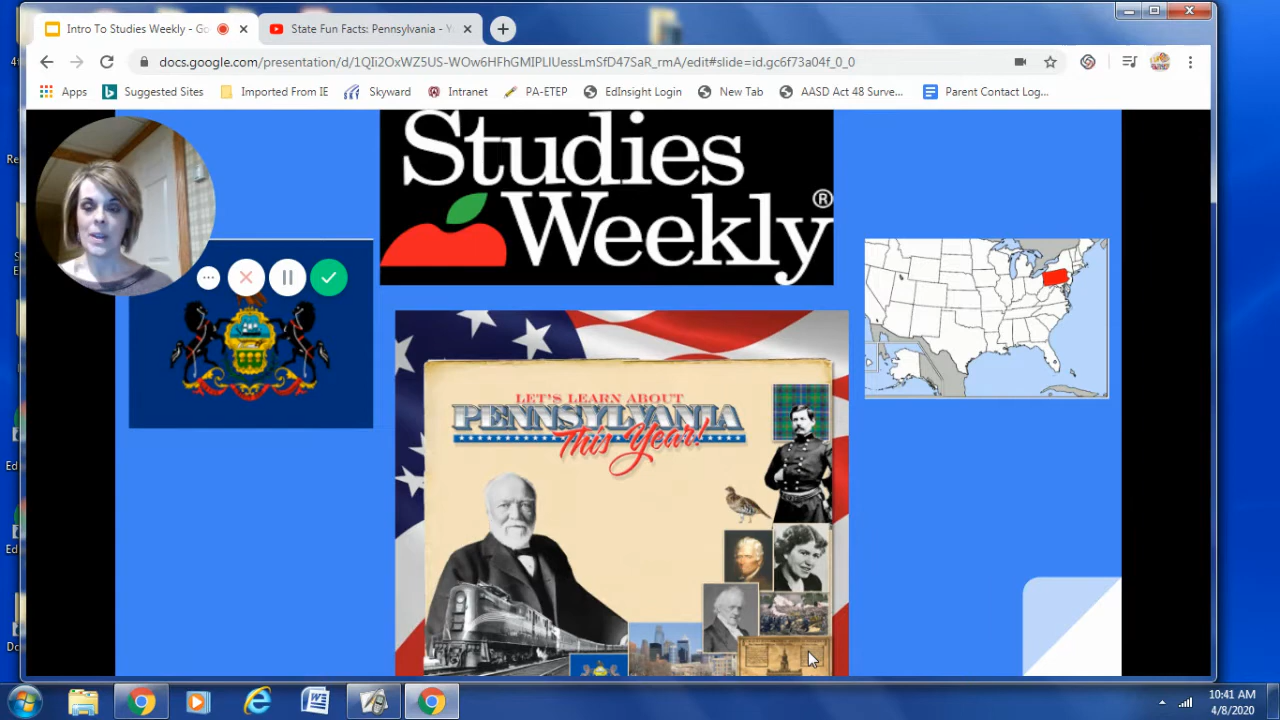 Intro To Studies Weekly - Go
State Fun Facts: Pennsylvania - Y
docs.google.com/presentation/d/1QIi2OxWZ5US-WOw6HFhGMIPLIUessLmSfD47SaR_rmA/edit#slide=id.gc6f73a04f_0_0
Apps Suggested Sites Imported From IE Skyward Intranet PA-ETEP EdInsight Login New Tab AASD Act 48 Surve... Parent Contact Log...
Studies
Weekly®
LET'S LEARN ABOUT
PENNSYLVANIA
This Year!
10:41 AM
4/8/2020